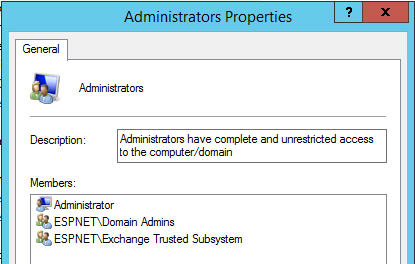 Administrators Properties
? x
General
Administrators
Description:
Administrators have complete and unrestricted access
to the computer/domain
Members:
Administrator
ESPNET\Domain Admins
ESPNET\Exchange Trusted Subsystem